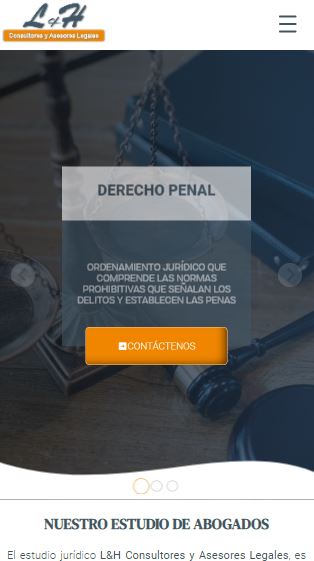 L&H
Consultores y Asesores Legales
DERECHO PENAL
ORDENAMIENTO JURÍDICO QUE
COMPRENDE LAS NORMAS
PROHIBITIVAS QUE SEÑALAN LOS
DELITOS Y ESTABLECEN LAS PENAS
CONTÁCTENOS
NUESTRO ESTUDIO DE ABOGADOS
El estudio jurídico L&H Consultores y Asesores Legales, es